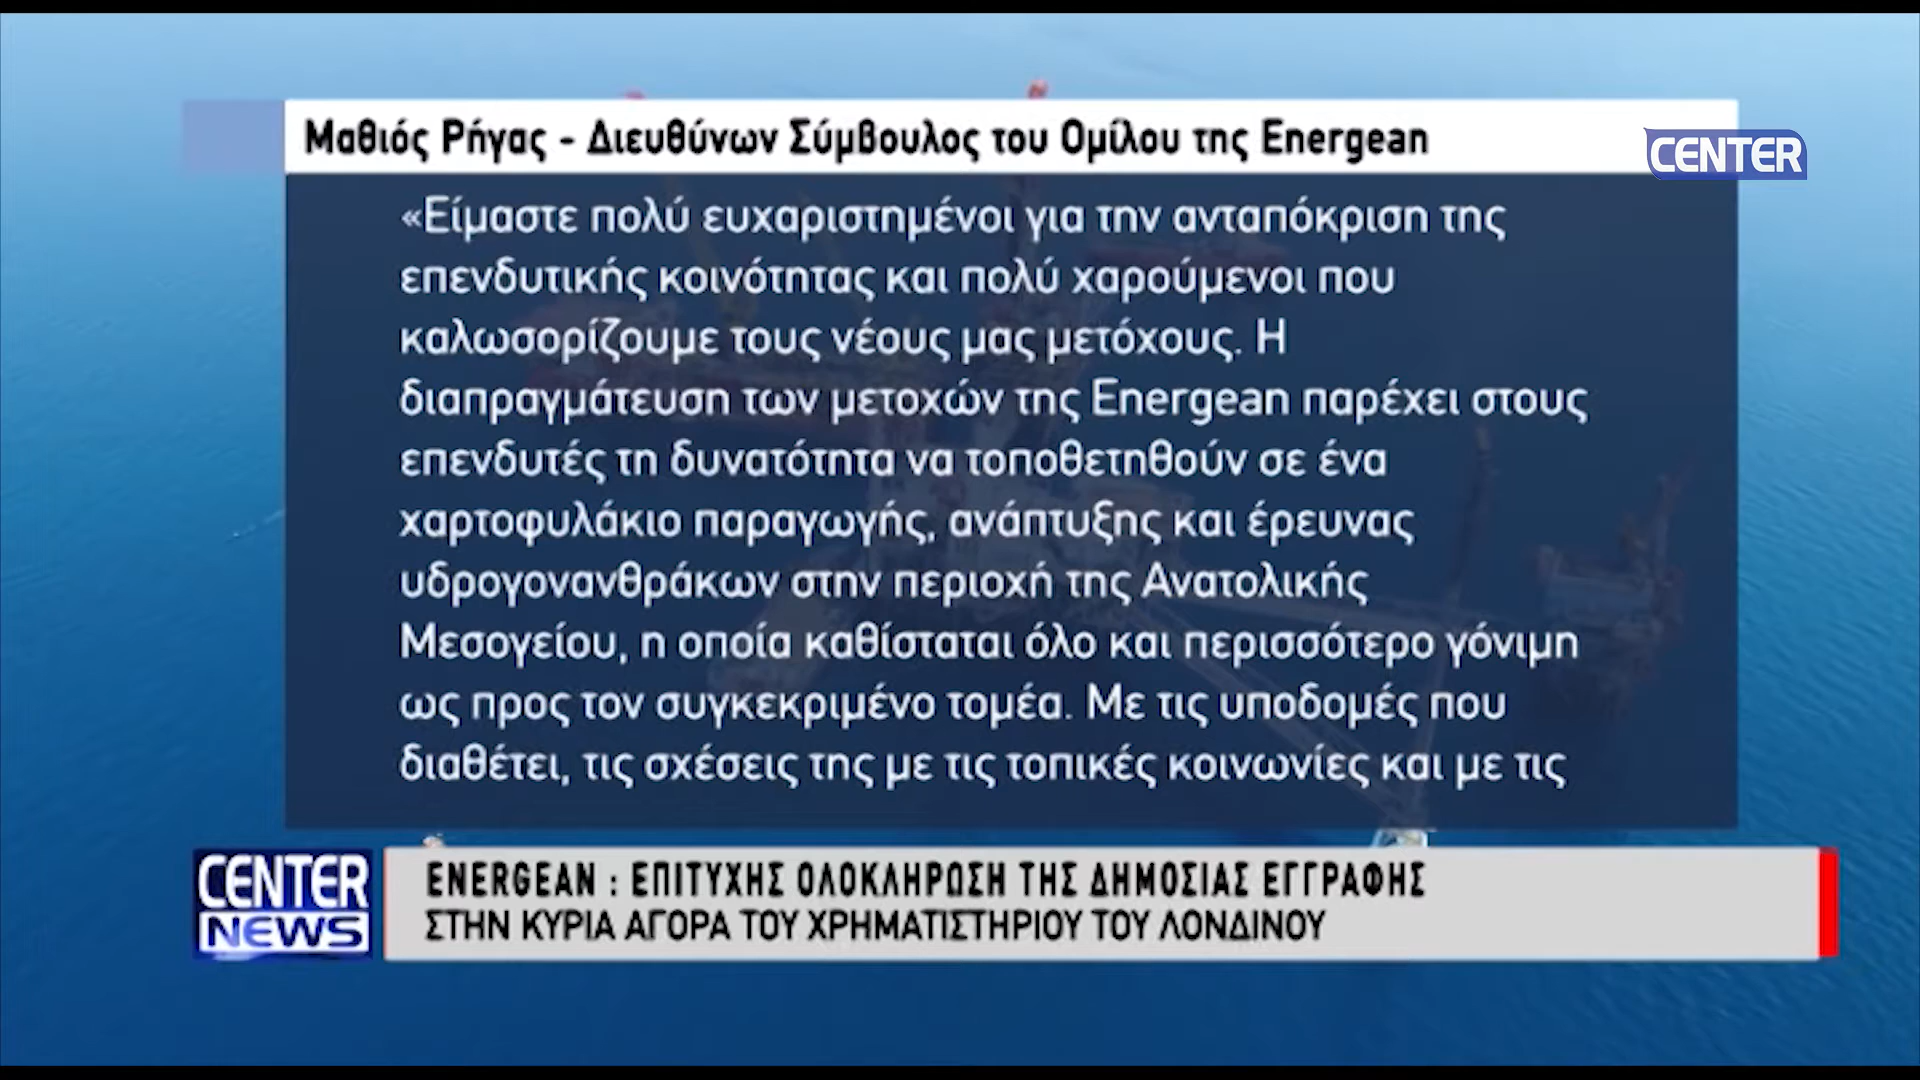 Μαθιός Ρήγας - Διευθύνων Σύμβουλος του Ομίλου της Energean
CENTER
«Είμαστε πολύ ευχαριστημένοι για την ανταπόκριση της
επενδυτικής κοινότητας και πολύ χαρούμενοι που
καλωσορίζουμε τους νέους μας μετόχους. Η
διαπραγμάτευση των μετοχών της Energean παρέχει στους
επενδυτές τη δυνατότητα να τοποθετηθούν σε ένα
χαρτοφυλάκιο παραγωγής, ανάπτυξης και έρευνας
υδρογονανθράκων στην περιοχή της Ανατολικής
Μεσογείου, η οποία καθίσταται όλο και περισσότερο γόνιμη
ως προς τον συγκεκριμένο τομέα. Με τις υποδομές που
διαθέτει, τις σχέσεις της με τις τοπικές κοινωνίες και με τις
CENTER
NEWS
ENERGEAN : ΕΠΙΤΥΧΗΣ ΟΛΟΚΛΗΡΩΣΗ ΤΗΣ ΔΗΜΟΣΙΑΣ ΕΓΓΡΑΦΗΣ
ΣΤΗΝ ΚΥΡΙΑ ΑΓΟΡΑ ΤΟΥ ΧΡΗΜΑΤΙΣΤΗΡΙΟΥ ΤΟΥ ΛΟΝΔΙΝΟΥ